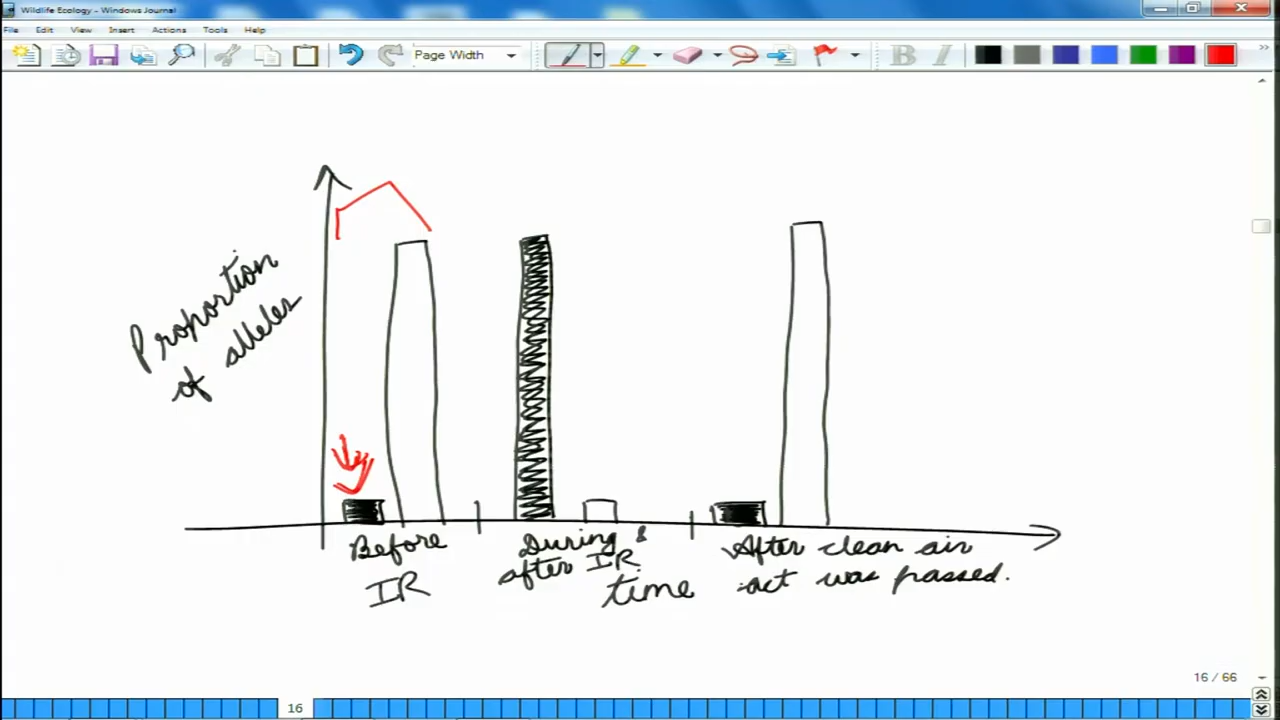 Wildlife Ecology - Windows Journal
File Edit View Insert Actions Tools Help
Page Width
B I
Proportion
of alleles
Before
IR
During &
after IR
time
After clean air
act was passed.
16 / 66
16